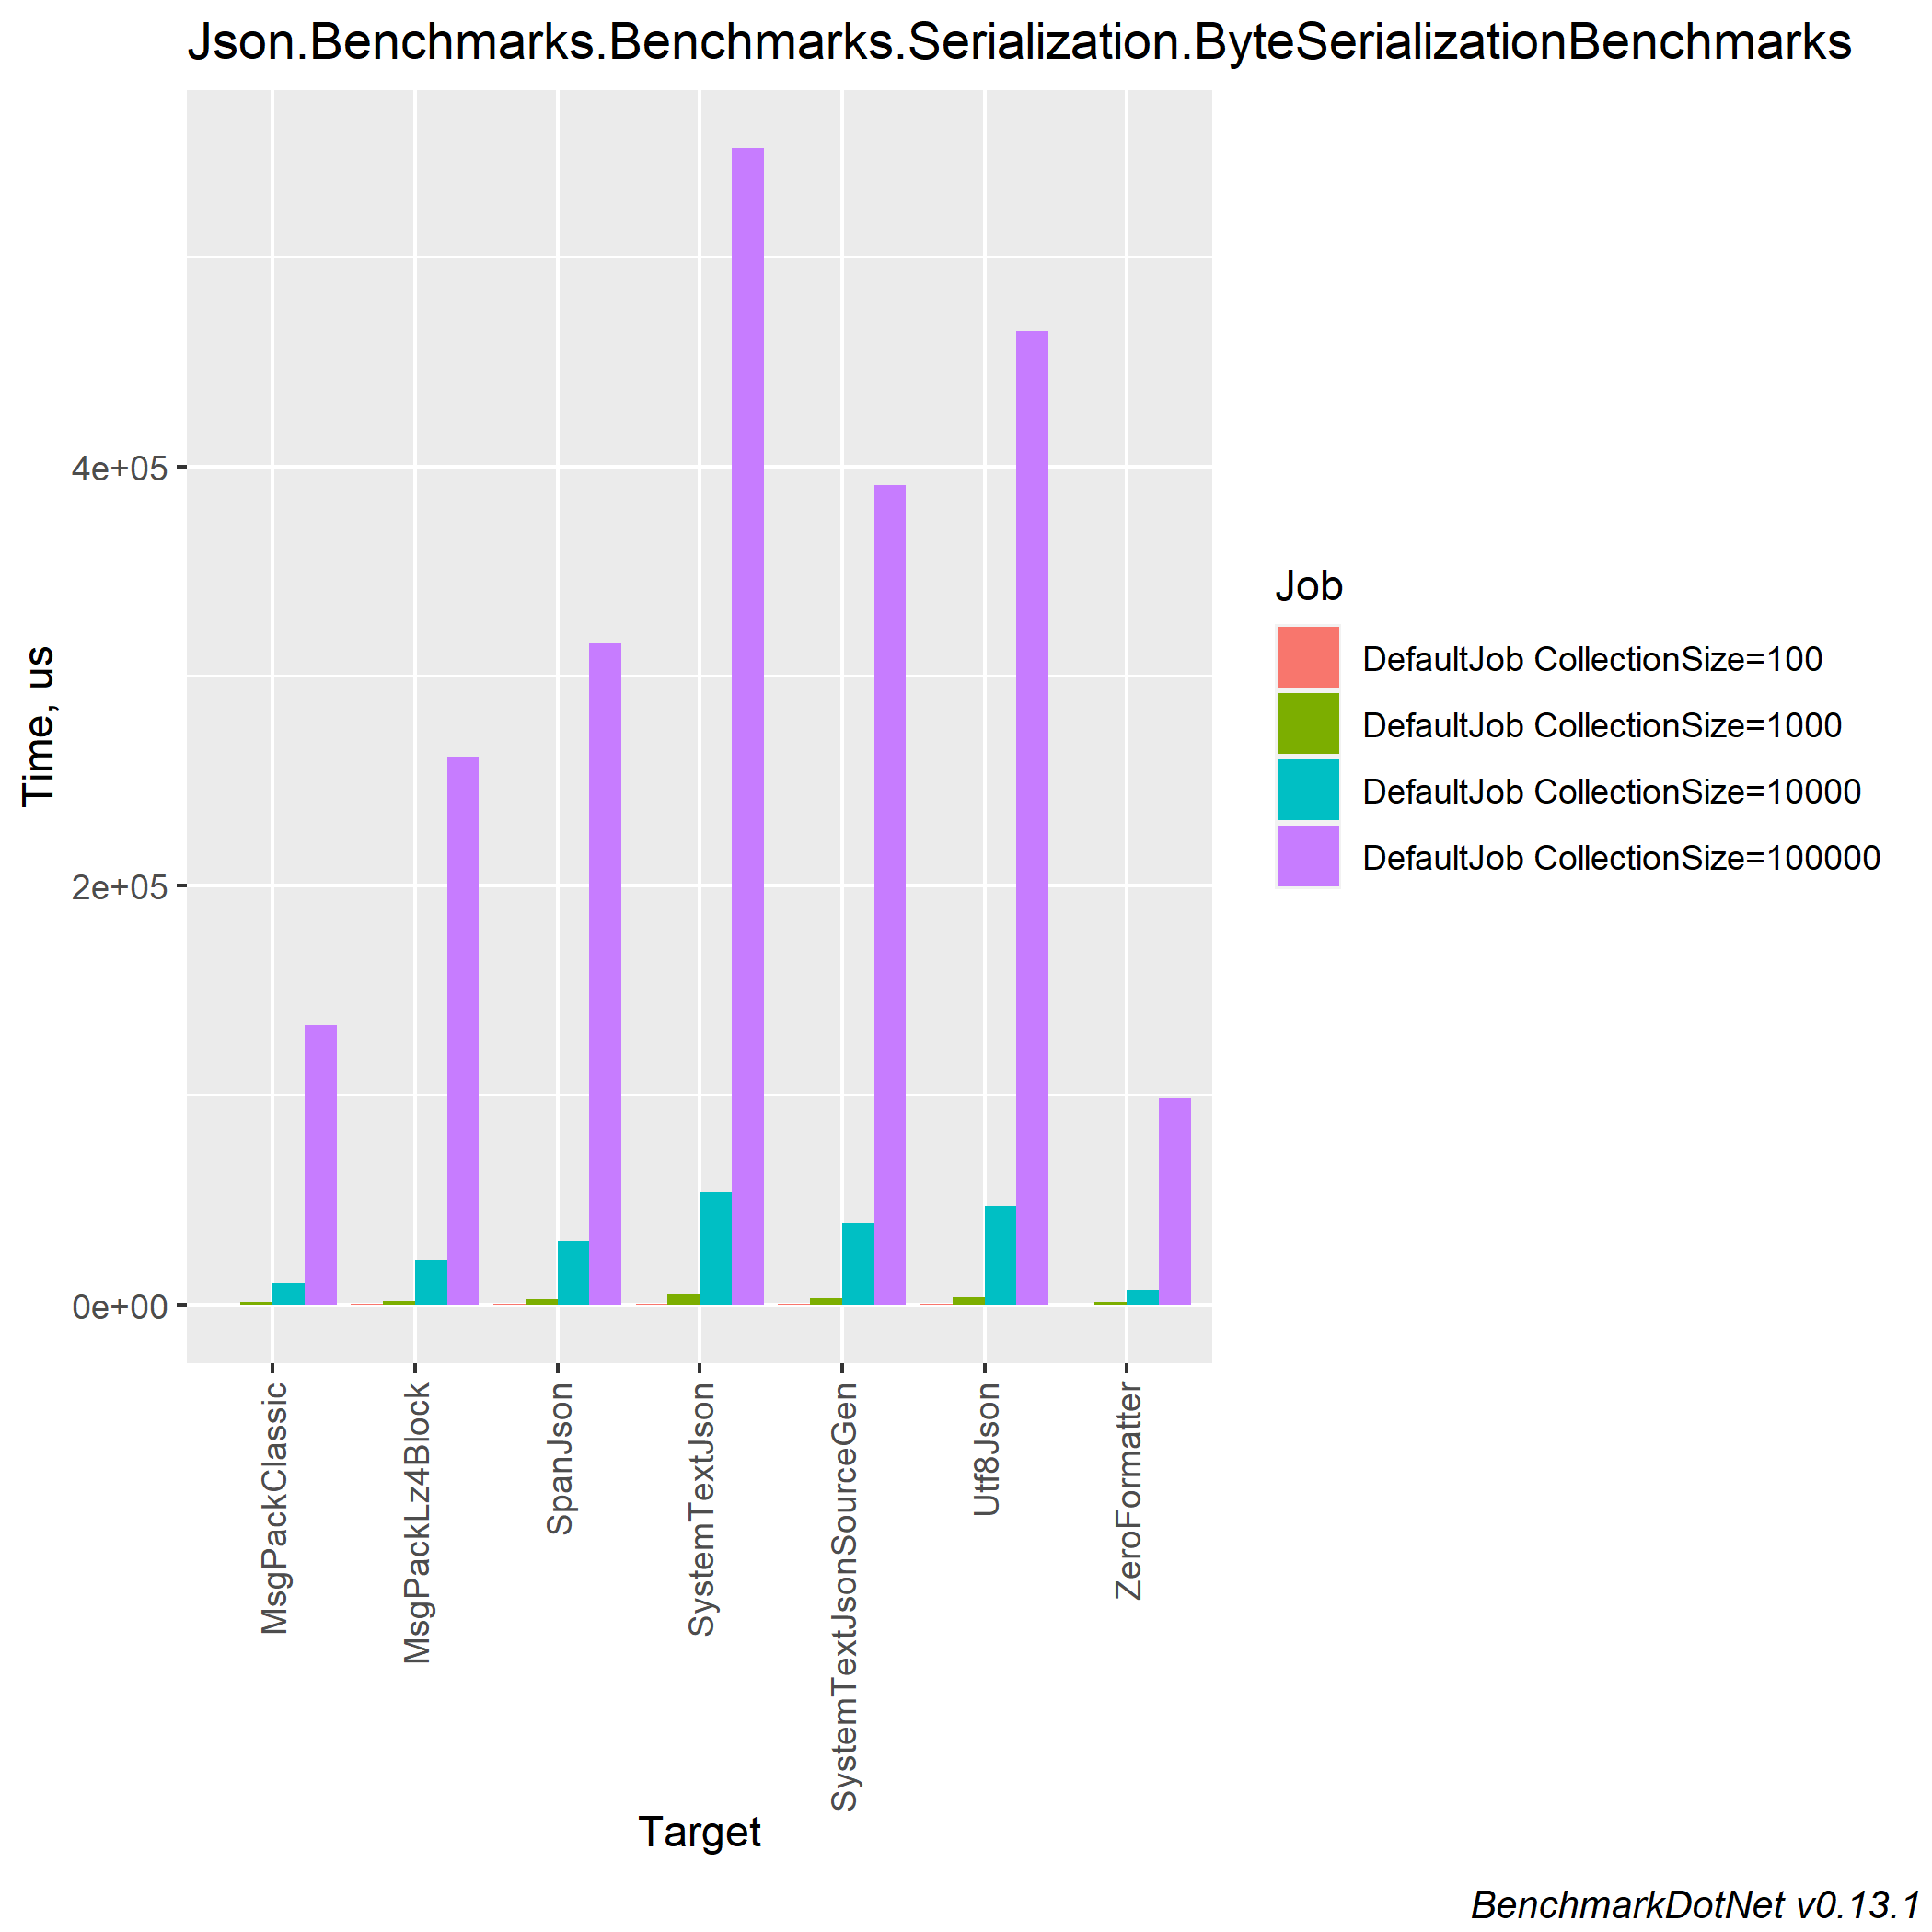 Json.Benchmarks.Benchmarks.Serialization.ByteSerializationBenchmarks
Time, us
4e+05
2e+05
0e+00
MsgPackClassic
MsgPackLz4Block
SpanJson
SystemTextJson
SystemTextJsonSourceGen
Utf8Json
ZeroFormatter
Target
Job
DefaultJob CollectionSize=100
DefaultJob CollectionSize=1000
DefaultJob CollectionSize=10000
DefaultJob CollectionSize=100000
BenchmarkDotNet v0.13.1